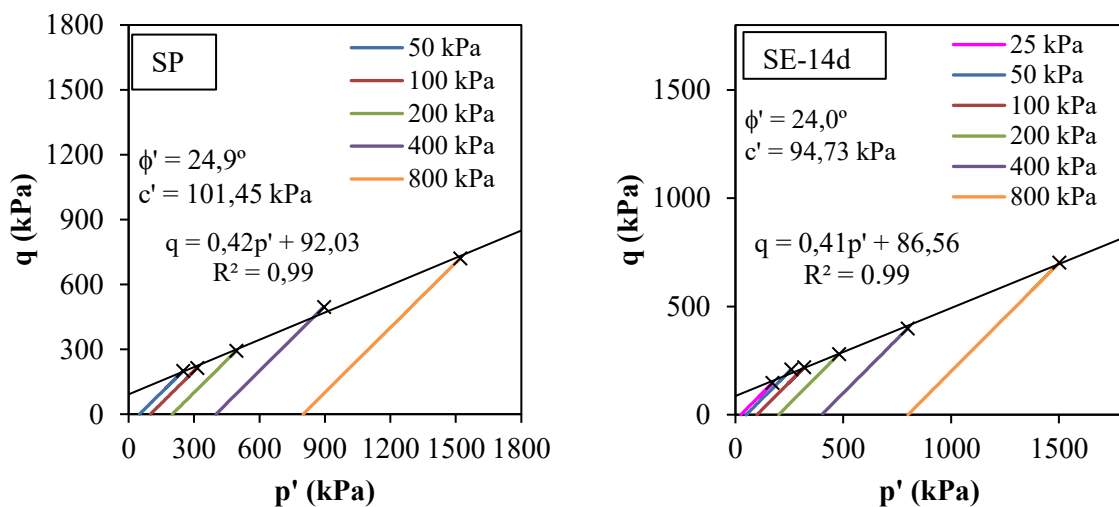 SP
50 kPa
100 kPa
200 kPa
400 kPa
800 kPa
ϕ' = 24,9º
c' = 101,45 kPa
q = 0,42p' + 92,03
R² = 0,99
q (kPa)
1800
1500
1200
900
600
300
0
0 300 600 900 1200 1500 1800
p' (kPa)
SE-14d
25 kPa
50 kPa
100 kPa
200 kPa
400 kPa
800 kPa
ϕ' = 24,0º
c' = 94,73 kPa
q = 0,41p' + 86,56
R² = 0.99
q (kPa)
1500
1000
500
0
0 500 1000 1500
p' (kPa)